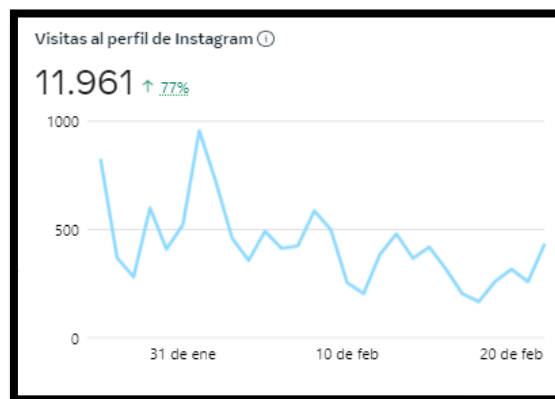 Visitas al perfil de Instagram ⓘ
11.961 ↑ 77%
1000
500
0
31 de ene 10 de feb 20 de feb